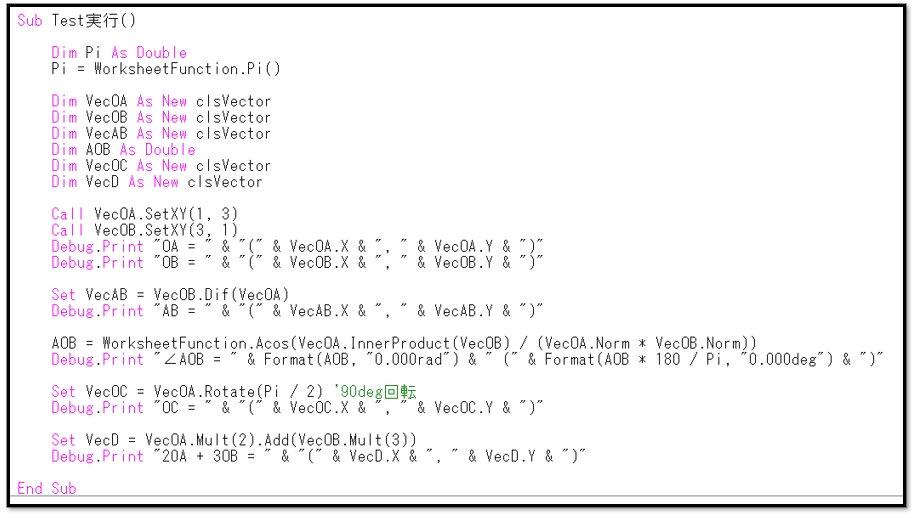 Sub Test実行()
Dim Pi As Double
Pi = WorksheetFunction.Pi()
Dim VecOA As New clsVector
Dim VecOB As New clsVector
Dim VecAB As New clsVector
Dim AOB As Double
Dim VecOC As New clsVector
Dim VecD As New clsVector
Call VecOA.SetXY(1, 3)
Call VecOB.SetXY(3, 1)
Debug.Print "OA = " & "(" & VecOA.X & ", " & VecOA.Y & ")"
Debug.Print "OB = " & "(" & VecOB.X & ", " & VecOB.Y & ")"
Set VecAB = VecOB.Dif(VecOA)
Debug.Print "AB = " & "(" & VecAB.X & ", " & VecAB.Y & ")"
AOB = WorksheetFunction.Acos(VecOA.InnerProduct(VecOB) / (VecOA.Norm * VecOB.Norm))
Debug.Print "∠AOB = " & Format(AOB, "0.000rad") & " (" & Format(AOB * 180 / Pi, "0.000deg") & ")"
Set VecOC = VecOA.Rotate(Pi / 2) '90deg回転
Debug.Print "OC = " & "(" & VecOC.X & ", " & VecOC.Y & ")"
Set VecD = VecOA.Mult(2).Add(VecOB.Mult(3))
Debug.Print "2OA + 3OB = " & "(" & VecD.X & ", " & VecD.Y & ")"
End Sub